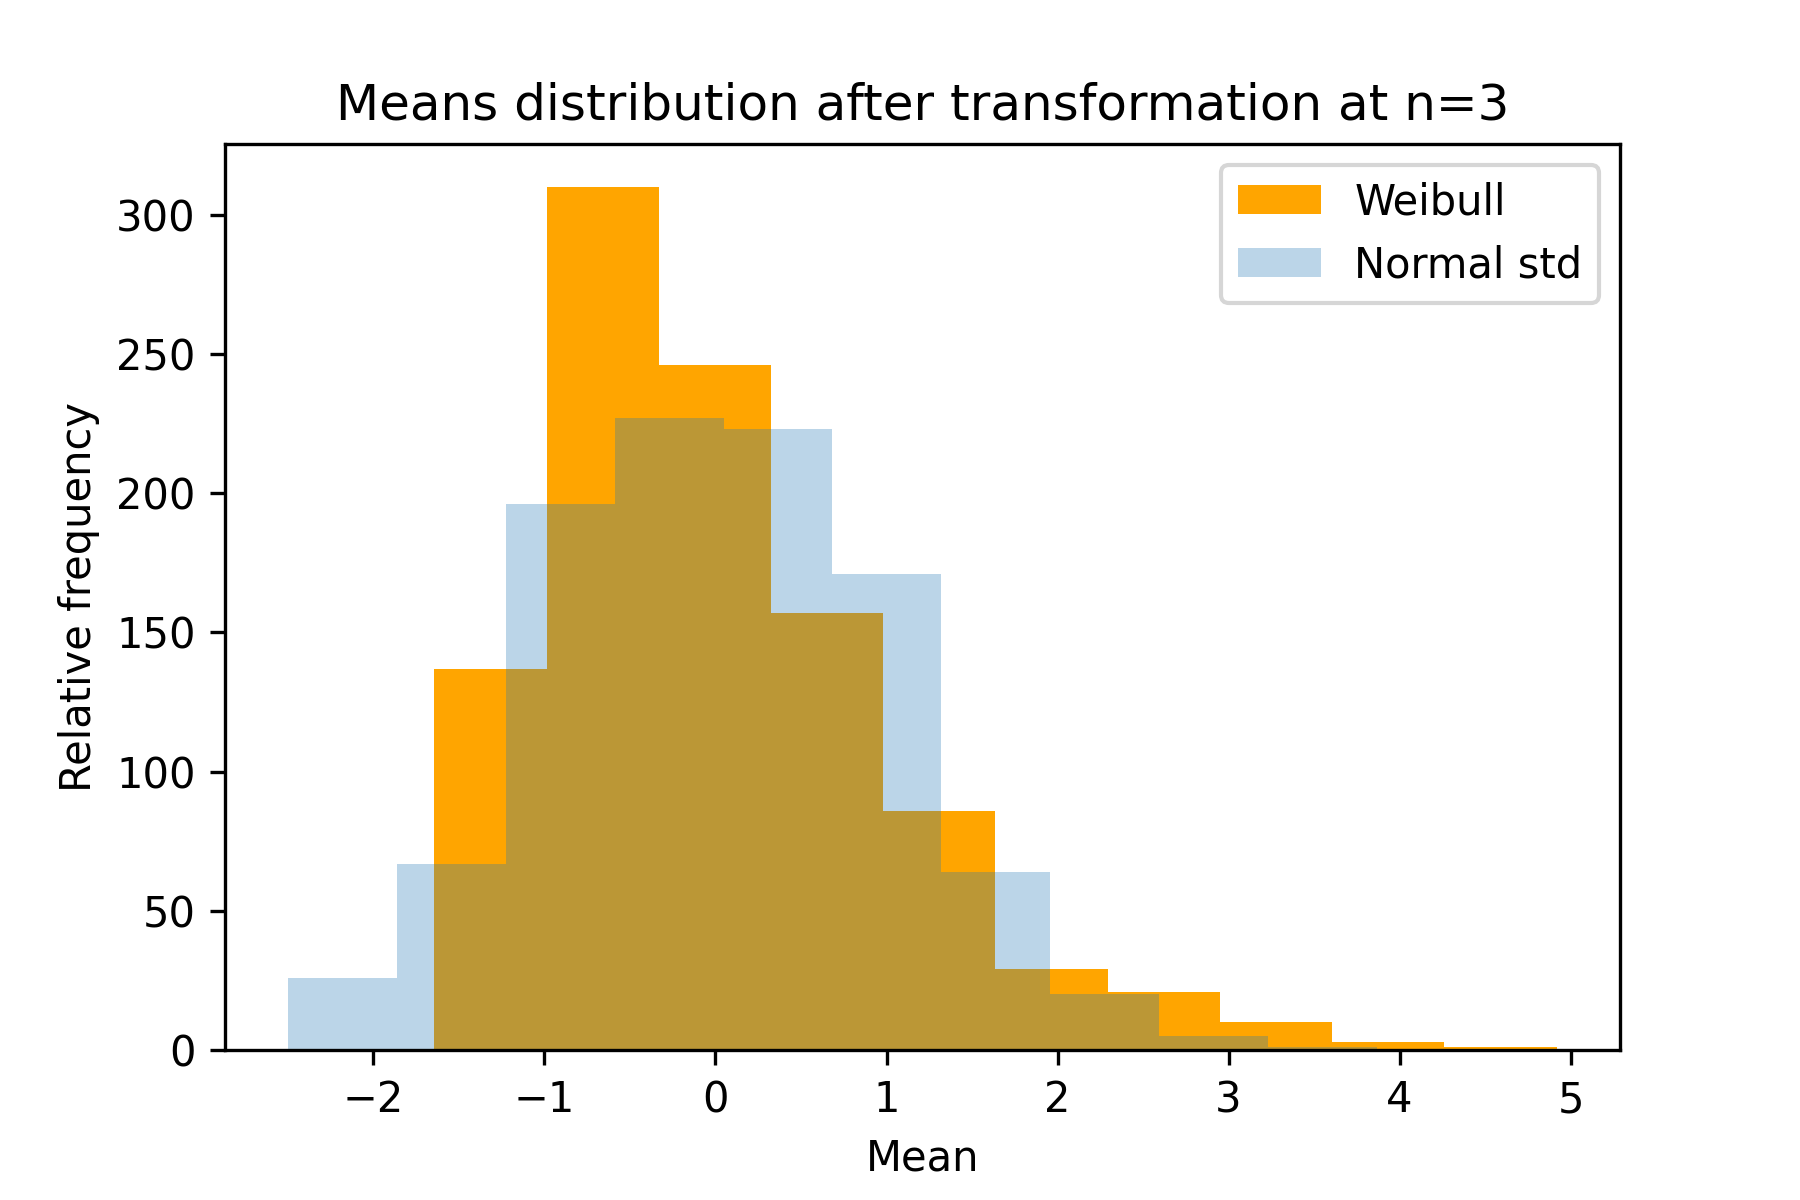 Means distribution after transformation at n=3
Weibull
Normal std
Relative frequency
300
250
200
150
100
50
0
−2 −1 0 1 2 3 4 5
Mean